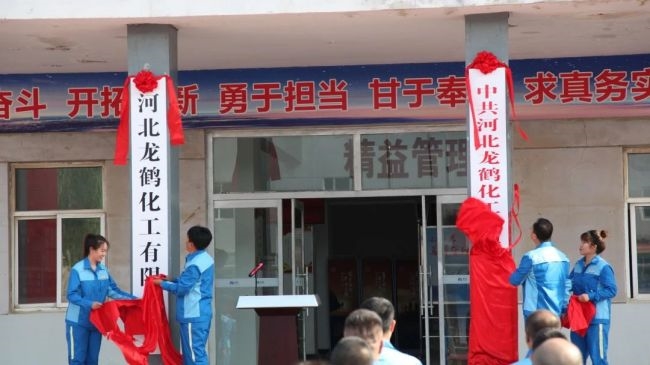 奋斗 开拓 新 勇于担当 甘于奉 求真务实
河北龙鹤化工有限
精益管理
中共河北龙鹤化工